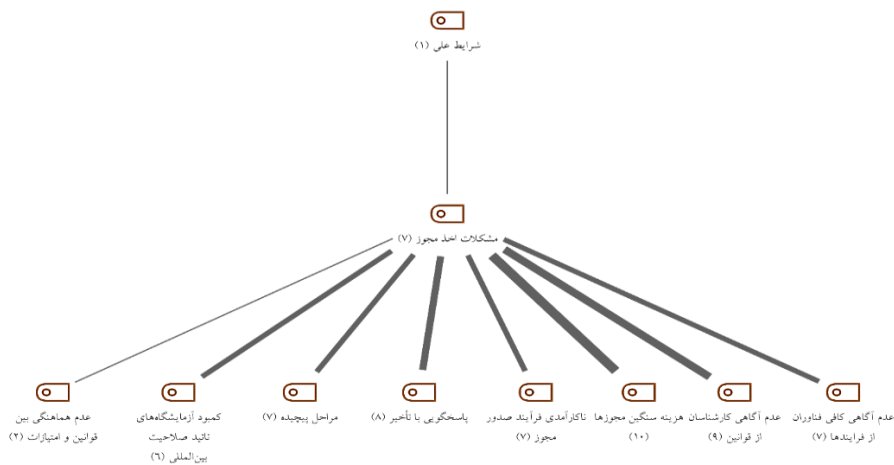 شرایط علی (۱)
مشکلات اخذ مجوز (۷)
عدم آگاهی کافی فناوران
از فرایندها (۷)
عدم آگاهی کارشناسان
از قوانین (۹)
هزینه سنگین مجوزها
(۱۰)
ناکارآمدی فرآیند صدور
مجوز (۷)
پاسخگویی با تأخیر (۸)
مراحل پیچیده (۷)
کمبود آزمایشگاه‌های
تائید صلاحیت
بین‌المللی (۶)
عدم هماهنگی بین
قوانین و امتیازات (۲)